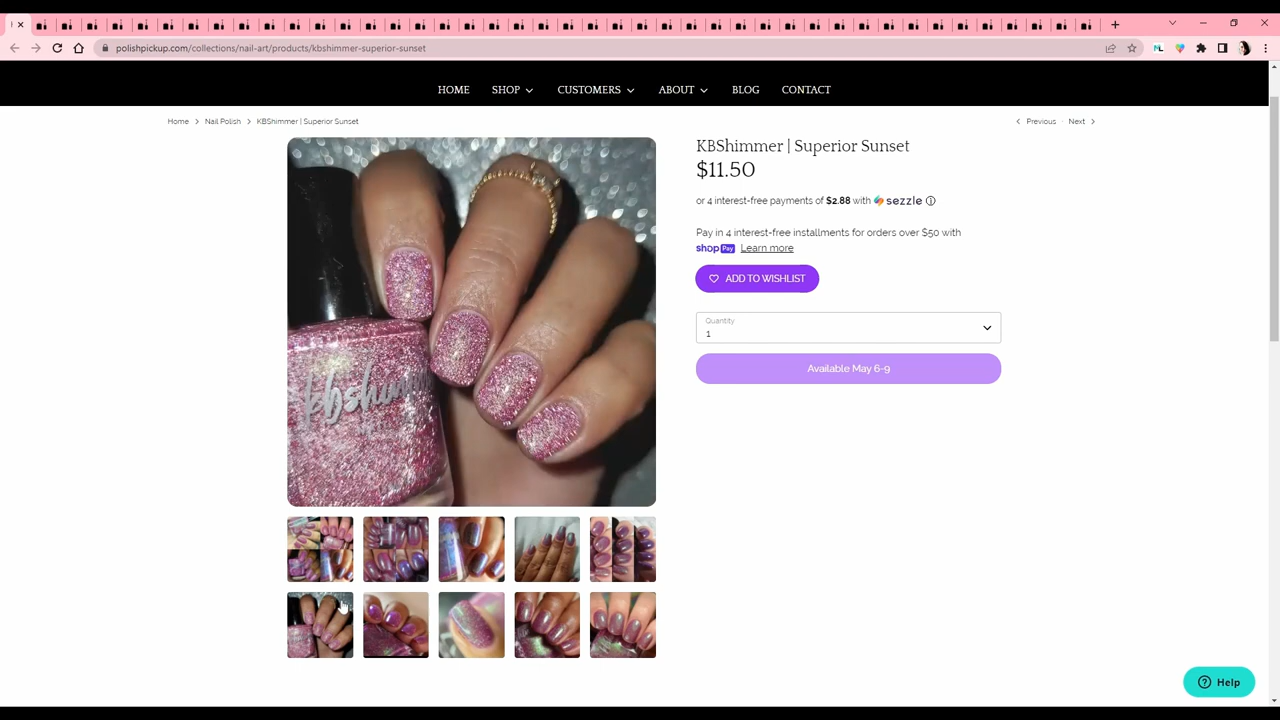 polishpickup.com/collections/nail-art/products/kbshimmer-superior-sunset
HOME SHOP CUSTOMERS ABOUT BLOG CONTACT
Home > Nail Polish > KBShimmer | Superior Sunset
Previous Next
KBShimmer | Superior Sunset
$11.50
or 4 interest-free payments of $2.88 with sezzle
Pay in 4 interest-free installments for orders over $50 with
shop Pay Learn more
ADD TO WISHLIST
Quantity
1
Available May 6-9
kbshimmer
Help